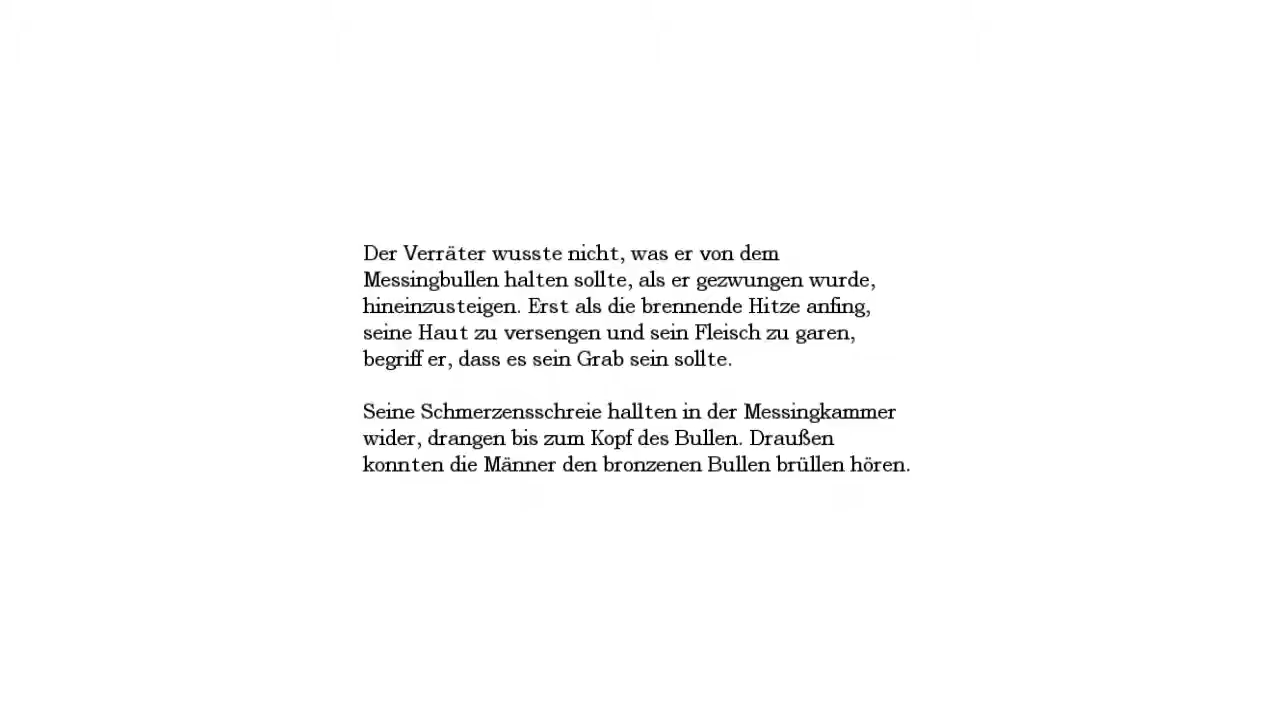 Der Verräter wusste nicht, was er von dem
Messingbullen halten sollte, als er gezwungen wurde,
hineinzusteigen. Erst als die brennende Hitze anfing,
seine Haut zu versengen und sein Fleisch zu garen,
begriff er, dass es sein Grab sein sollte.
Seine Schmerzensschreie hallten in der Messingkammer
wider, drangen bis zum Kopf des Bullen. Draußen
konnten die Männer den bronzenen Bullen brüllen hören.